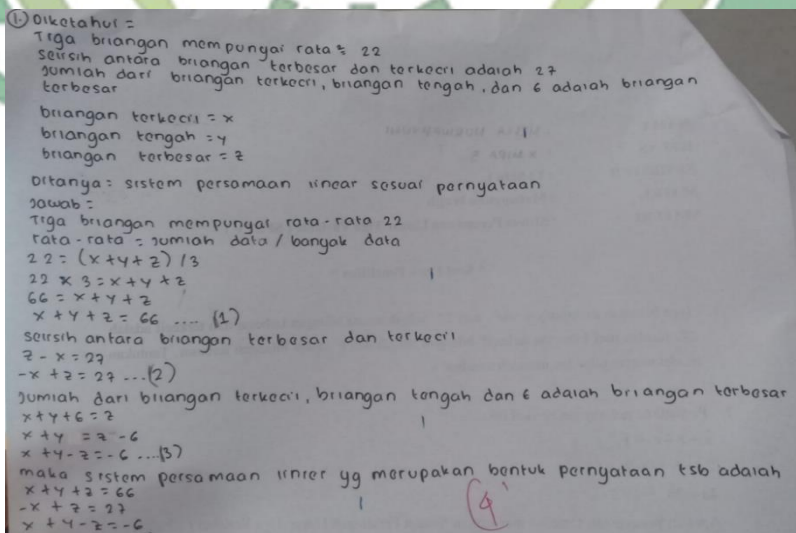 1. Diketahui =
Tiga bilangan mempunyai rata² 22
selisih antara bilangan terbesar dan terkecil adalah 27
Jumlah dari bilangan terkecil, bilangan tengah, dan 6 adalah bilangan
terbesar
bilangan terkecil = x
bilangan tengah = y
bilangan terbesar = z
Ditanya: sistem persamaan linear sesuai pernyataan
Jawab =
Tiga bilangan mempunyai rata-rata 22
rata-rata = jumlah data / banyak data
22 = (x+y+z) / 3
22 x 3 = x + y + z
66 = x + y + z
x + y + z = 66 .... (1)
selisih antara bilangan terbesar dan terkecil
z - x = 27
-x + z = 27 ...(2)
Jumlah dari bilangan terkecil, bilangan tengah dan 6 adalah bilangan terbesar
x + y + 6 = z
x + y = z - 6
x + y - z = -6 ....(3)
maka sistem persamaan linier yg merupakan bentuk pernyataan tsb adalah
x + y + z = 66
-x + z = 27
x + y - z = -6
4